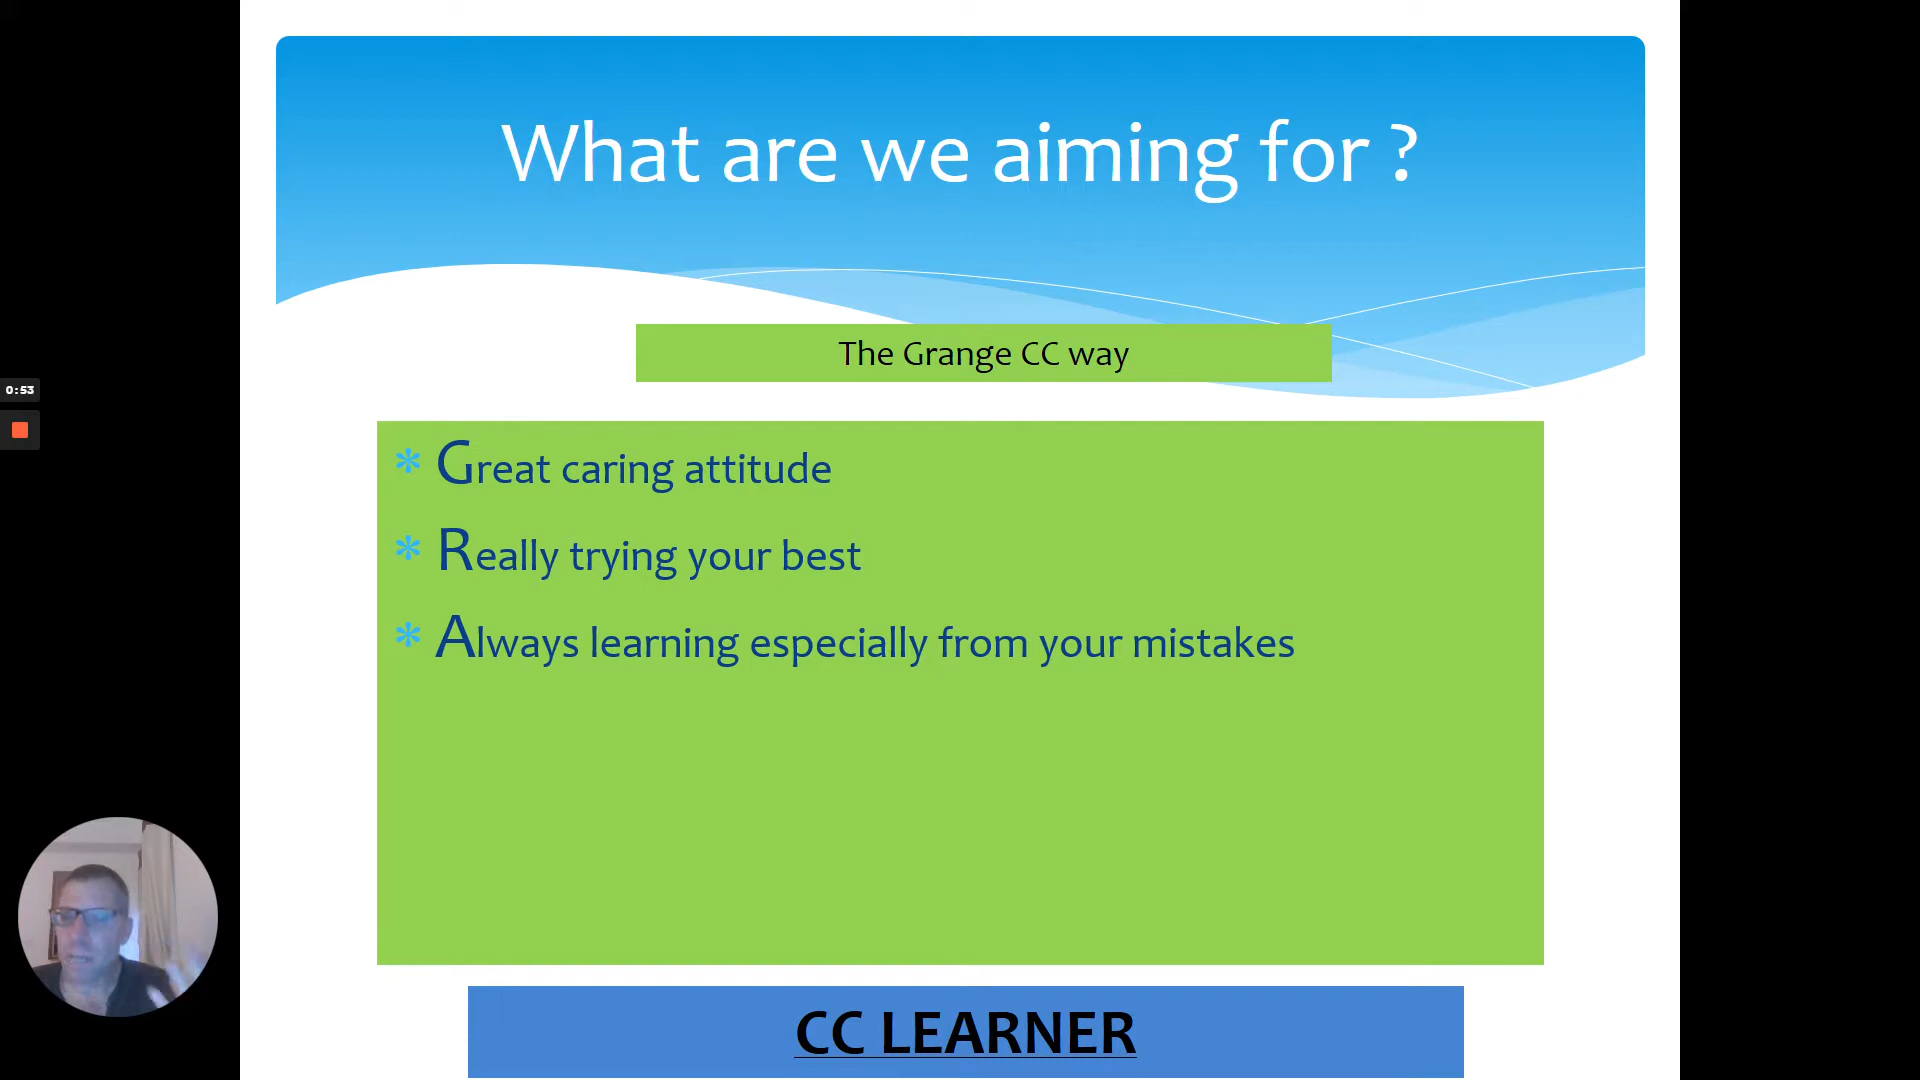 What are we aiming for ?
The Grange CC way
0:53
Great caring attitude
Really trying your best
Always learning especially from your mistakes
CC LEARNER